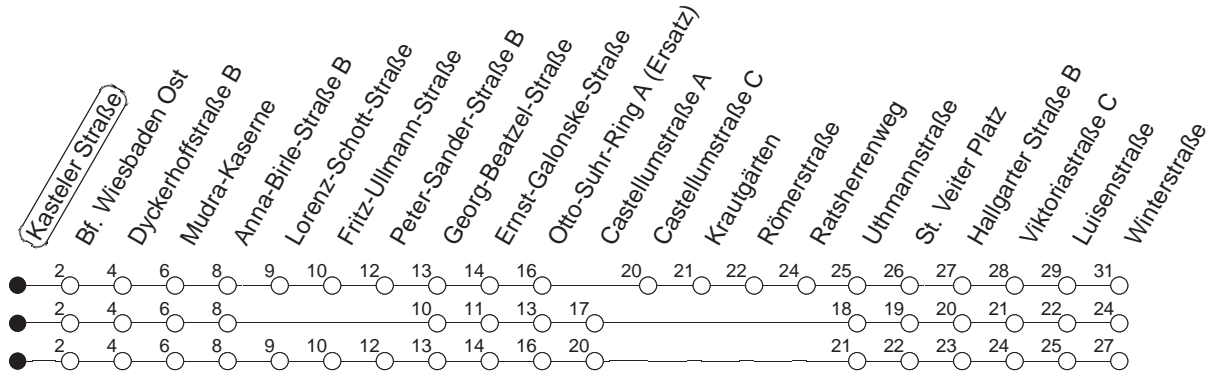 Kasteler Straße
Bf. Wiesbaden Ost
Dyckerhoffstraße B
Mudra-Kaserne
Anna-Birle-Straße B
Lorenz-Schott-Straße
Fritz-Ullmann-Straße
Peter-Sander-Straße B
Georg-Beatzel-Straße
Ernst-Galonske-Straße
Otto-Suhr-Ring A (Ersatz)
Castellumstraße A
Castellumstraße C
Krautgärten
Römerstraße
Ratsherrenweg
Uthmannstraße
St. Veiter Platz
Hallgarter Straße B
Viktoriastraße C
Luisenstraße
Winterstraße
2 4 6 8 9 10 12 13 14 16 20 21 22 24 25 26 27 28 29 31
2 4 6 8 10 11 13 17 18 19 20 21 22 24
2 4 6 8 9 10 12 13 14 16 20 21 22 23 24 25 27